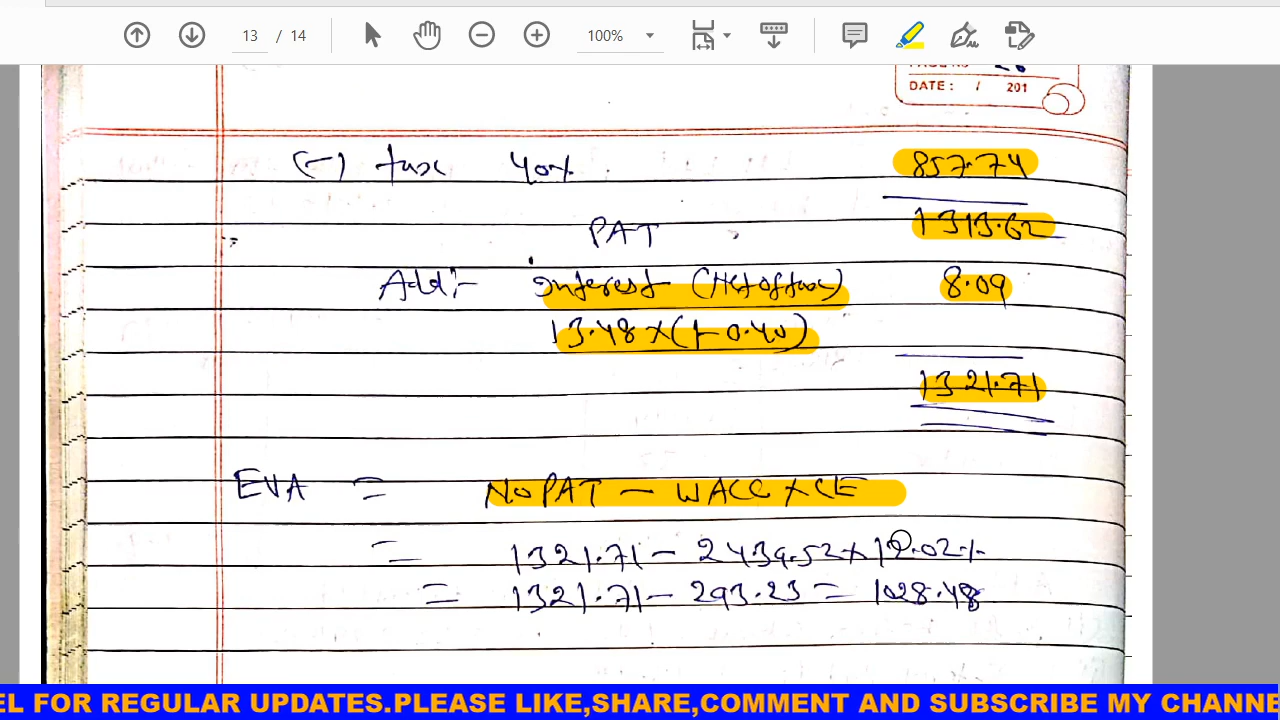 13 / 14 100%
DATE : / 201
(-) tax 40% 857.74
PAT 1313.62
Add:- interest (Net of tax) 8.09
13.48 x (1-0.40)
1321.71
EVA = NOPAT - WACC x CE
= 1321.71 - 2439.52 x 12.02%
= 1321.71 - 293.23 = 1028.48
EL FOR REGULAR UPDATES.PLEASE LIKE,SHARE,COMMENT AND SUBSCRIBE MY CHANNE